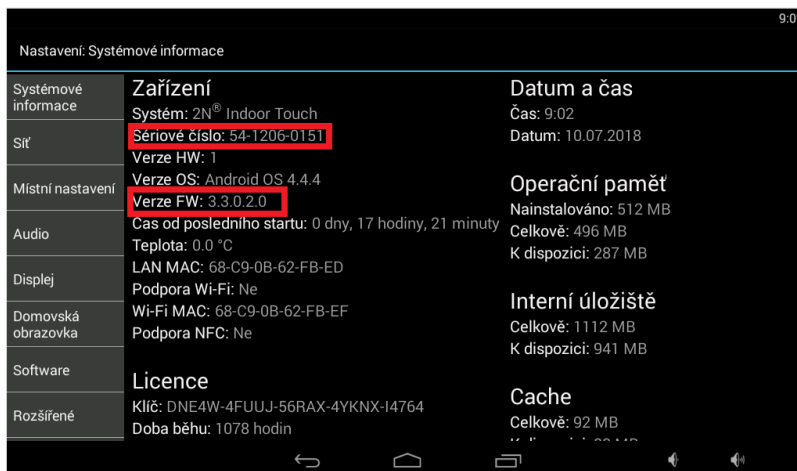 9:0
Nastavení: Systémové informace
Systémové
informace
Síť
Místní nastavení
Audio
Displej
Domovská
obrazovka
Software
Rozšířené
Zařízení
Systém: 2N® Indoor Touch
Sériové číslo: 54-1206-0151
Verze HW: 1
Verze OS: Android OS 4.4.4
Verze FW: 3.3.0.2.0
Čas od posledního startu: 0 dny, 17 hodiny, 21 minuty
Teplota: 0.0 °C
LAN MAC: 68-C9-0B-62-FB-ED
Podpora Wi-Fi: Ne
Wi-Fi MAC: 68-C9-0B-62-FB-EF
Podpora NFC: Ne
Licence
Klíč: DNE4W-4FUUJ-56RAX-4YKNX-I4764
Doba běhu: 1078 hodin
Datum a čas
Čas: 9:02
Datum: 10.07.2018
Operační paměť
Nainstalováno: 512 MB
Celkově: 496 MB
K dispozici: 287 MB
Interní úložiště
Celkově: 1112 MB
K dispozici: 941 MB
Cache
Celkově: 92 MB